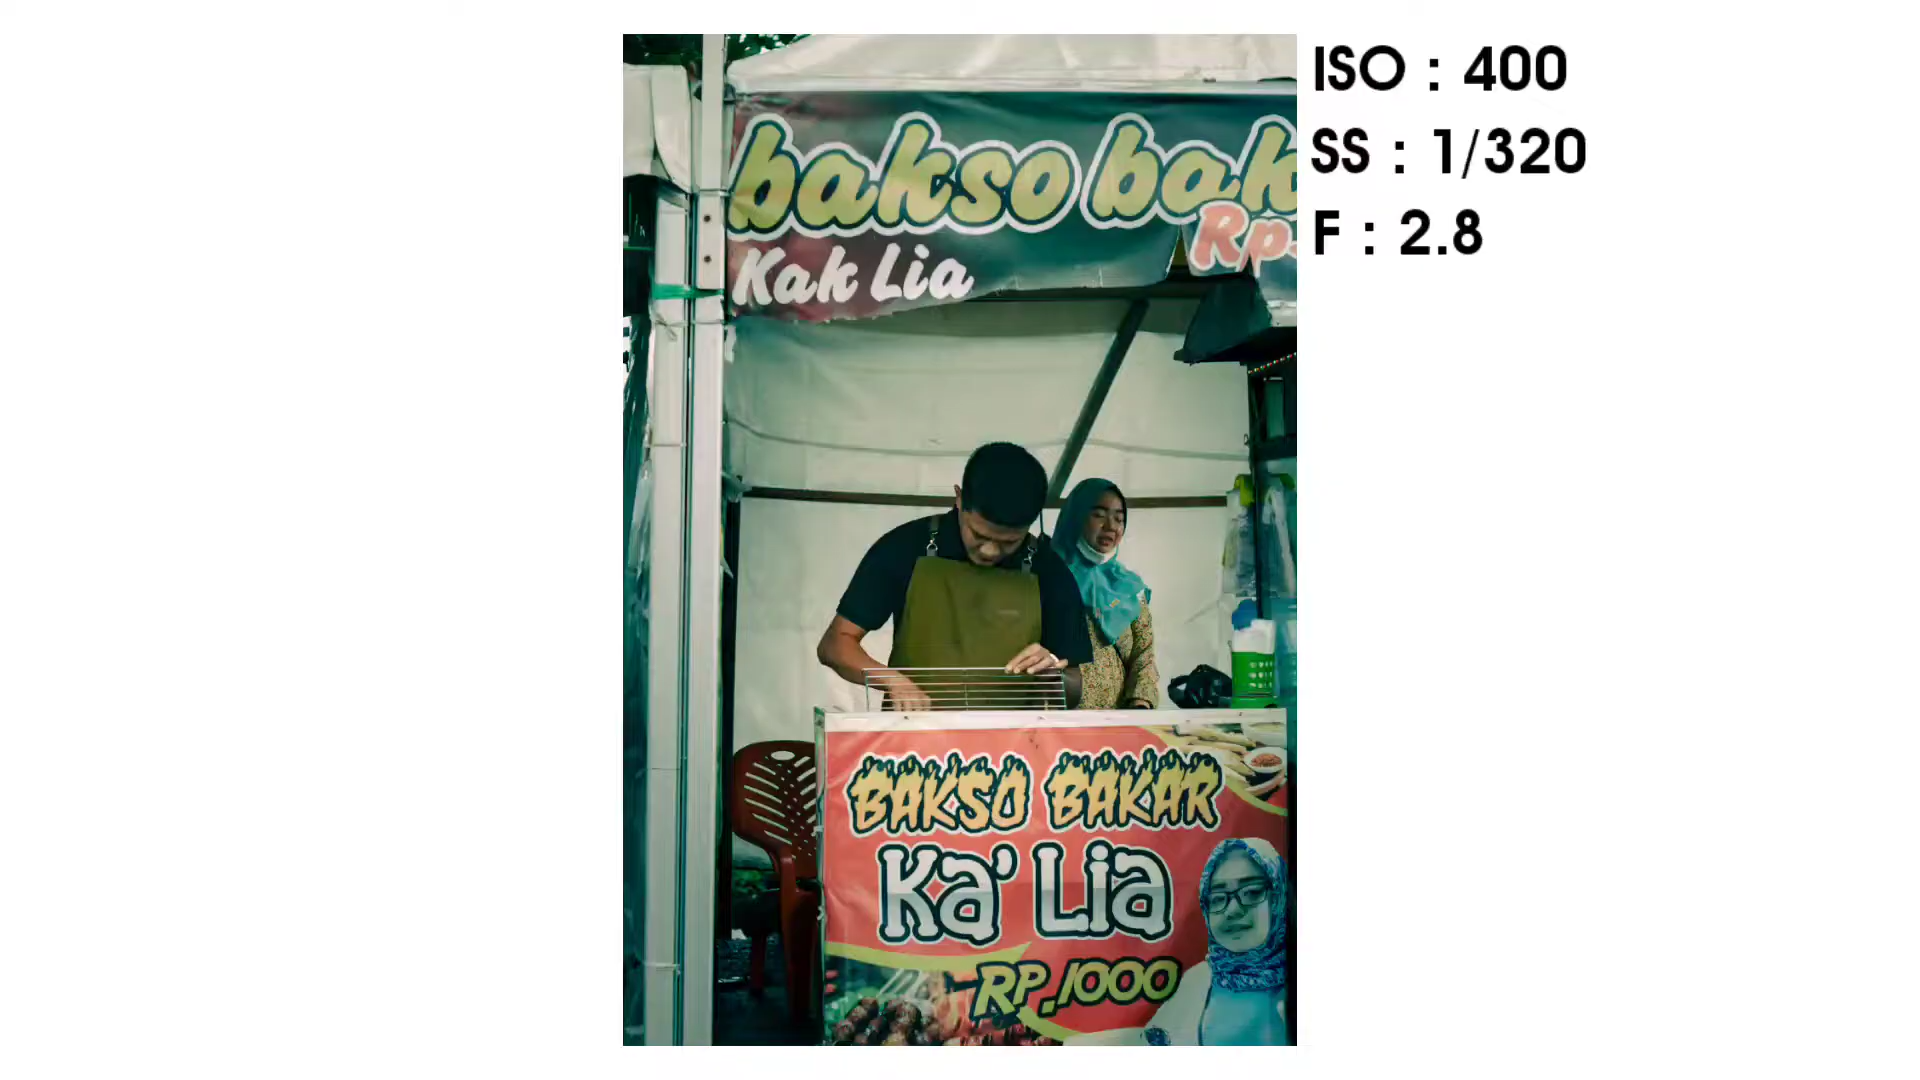 bakso bak
Rp.
Kak Lia
BAKSO BAKAR
Ka' Lia
RP.1000
ISO : 400
SS : 1/320
F : 2.8